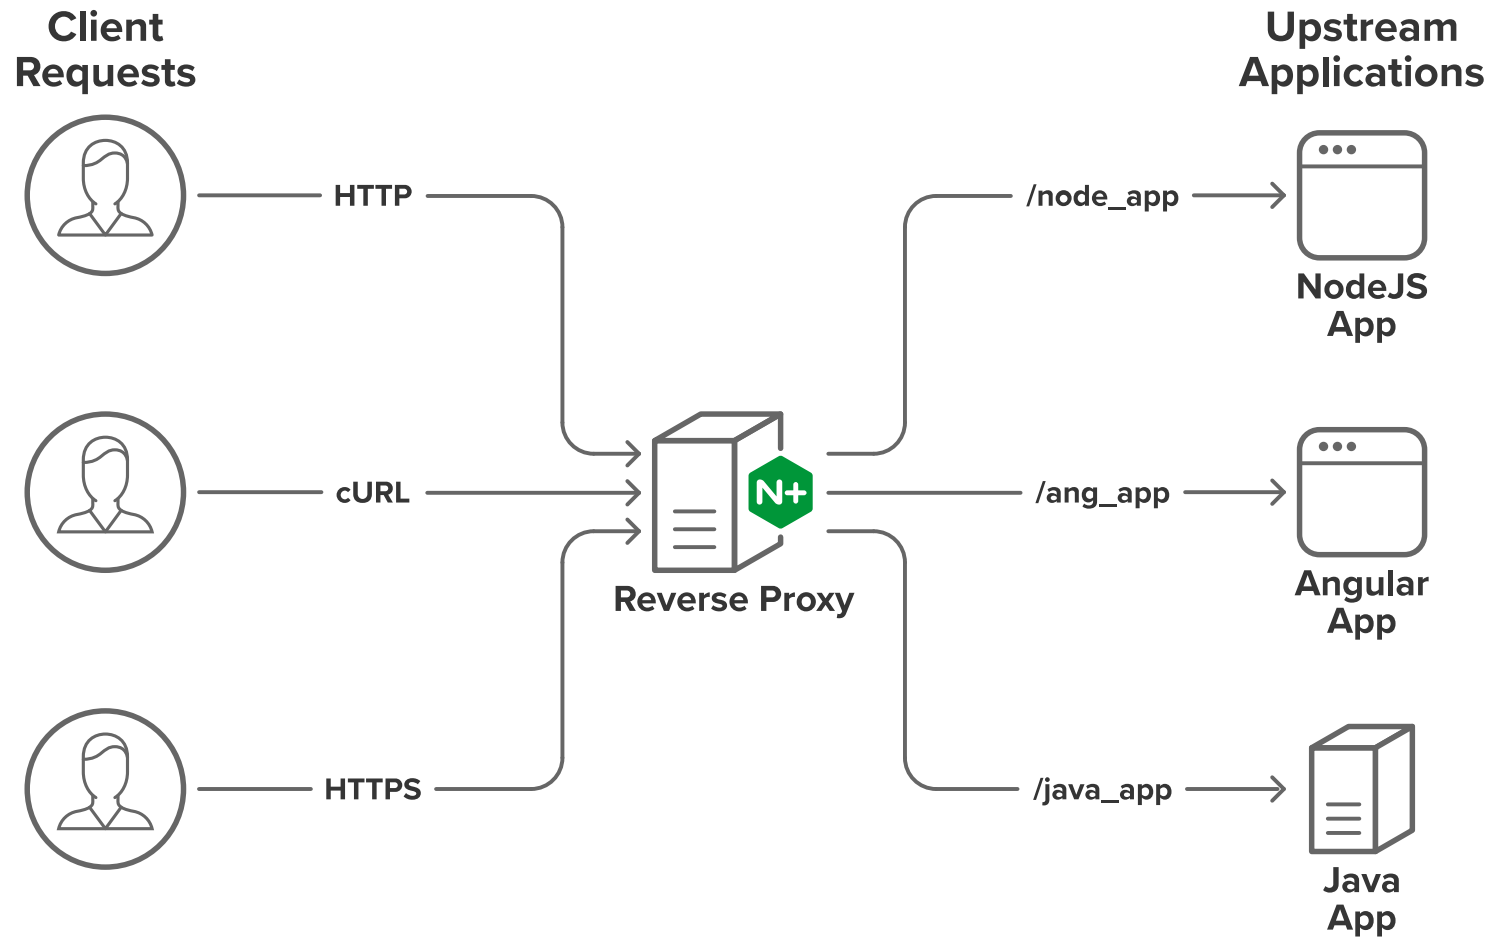 Client
Requests
Upstream
Applications
HTTP
/node_app
NodeJS
App
cURL
N+
/ang_app
Reverse Proxy
Angular
App
HTTPS
/java_app
Java
App